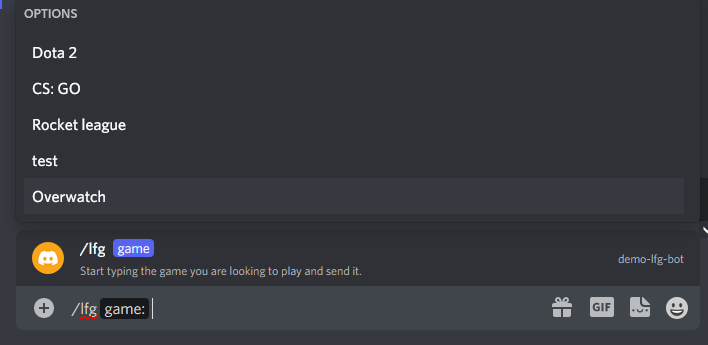 OPTIONS
Dota 2
CS: GO
Rocket league
test
Overwatch
/lfg game
Start typing the game you are looking to play and send it.
demo-lfg-bot
/lfg game:
GIF